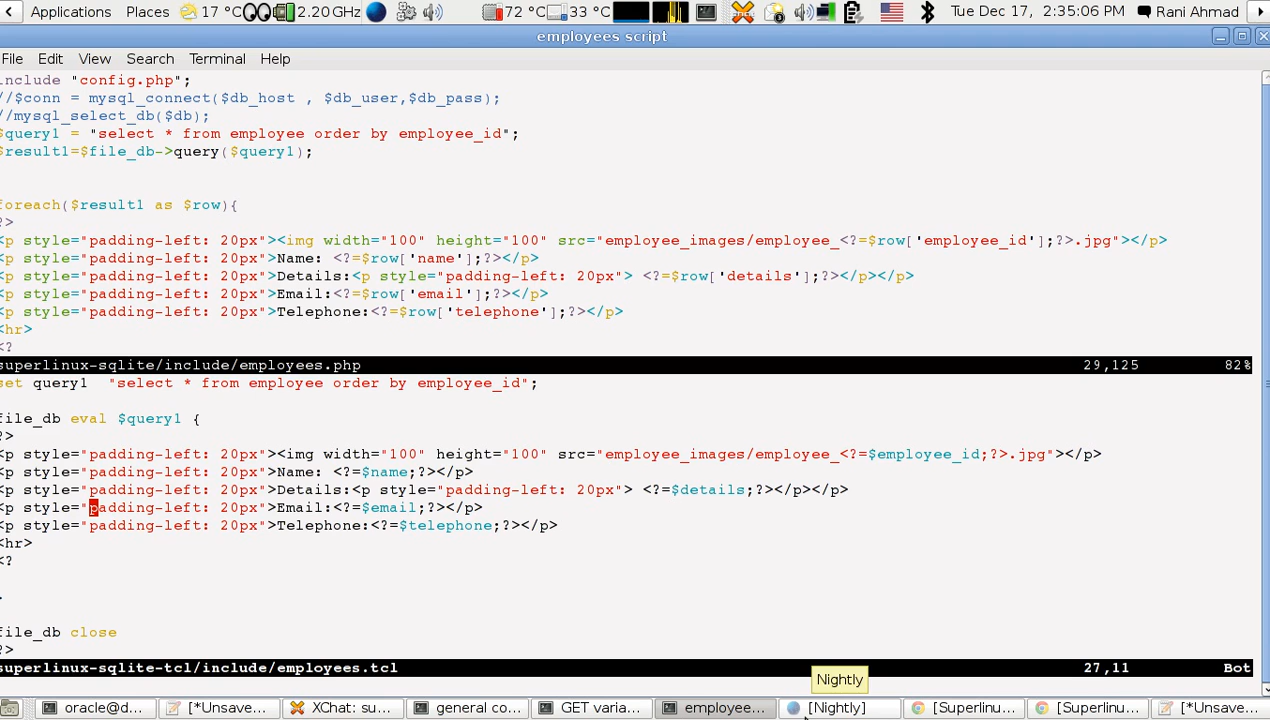 Applications Places 17 °C 2.20 GHz 72 °C 33 °C Tue Dec 17, 2:35:06 PM Rani Ahmad
employees script
File Edit View Search Terminal Help
include "config.php";
//$conn = mysql_connect($db_host , $db_user,$db_pass);
//mysql_select_db($db);
$query1 = "select * from employee order by employee_id";
$result1=$file_db->query($query1);
foreach($result1 as $row){
?>
<p style="padding-left: 20px"><img width="100" height="100" src="employee_images/employee_<?=$row['employee_id'];?>.jpg"></p>
<p style="padding-left: 20px">Name: <?=$row['name'];?></p>
<p style="padding-left: 20px">Details:<p style="padding-left: 20px"> <?=$row['details'];?></p></p>
<p style="padding-left: 20px">Email:<?=$row['email'];?></p>
<p style="padding-left: 20px">Telephone:<?=$row['telephone'];?></p>
<hr>
<?
superlinux-sqlite/include/employees.php 29,125 82%
set query1  "select * from employee order by employee_id";
file_db eval $query1 {
?>
<p style="padding-left: 20px"><img width="100" height="100" src="employee_images/employee_<?=$employee_id;?>.jpg"></p>
<p style="padding-left: 20px">Name: <?=$name;?></p>
<p style="padding-left: 20px">Details:<p style="padding-left: 20px"> <?=$details;?></p></p>
<p style="padding-left: 20px">Email:<?=$email;?></p>
<p style="padding-left: 20px">Telephone:<?=$telephone;?></p>
<hr>
<?
file_db close
?>
superlinux-sqlite-tcl/include/employees.tcl 27,11 Bot
Nightly
oracle@d... [*Unsave... XChat: su... general co... GET varia... employee... [Nightly] [Superlinu... [Superlinu... [*Unsave...